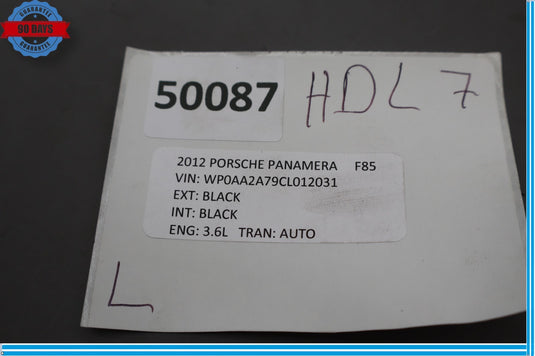 GUARANTEE
90 DAYS
GUARANTEE
50087
HDL 7
2012 PORSCHE PANAMERA F85
VIN: WP0AA2A79CL012031
EXT: BLACK
INT: BLACK
ENG: 3.6L TRAN: AUTO
L